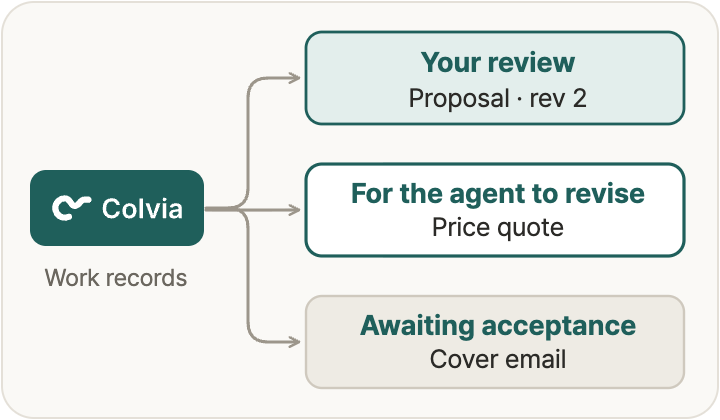 Colvia
Work records
Your review
Proposal · rev 2
For the agent to revise
Price quote
Awaiting acceptance
Cover email